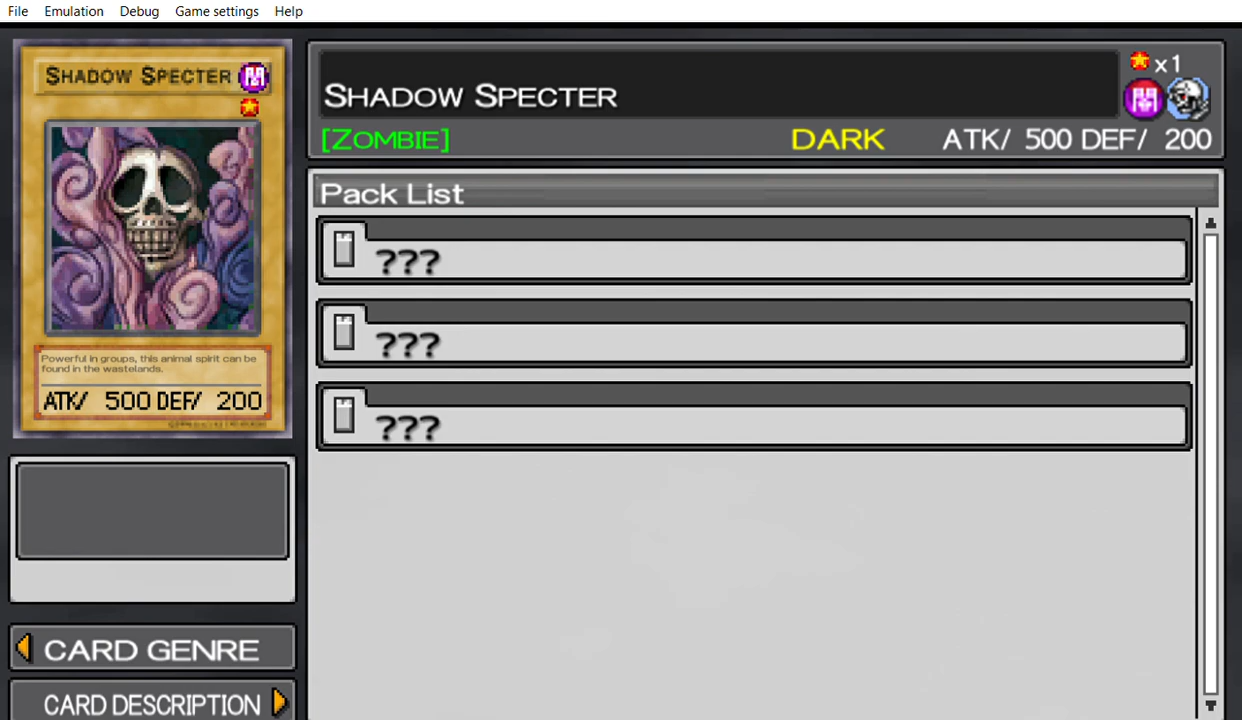 File Emulation Debug Game settings Help
SHADOW SPECTER
SHADOW SPECTER
x1
[ZOMBIE] DARK ATK/ 500 DEF/ 200
Powerful in groups, this animal spirit can be
found in the wastelands.
ATK/ 500 DEF/ 200
Pack List
???
???
???
CARD GENRE
CARD DESCRIPTION